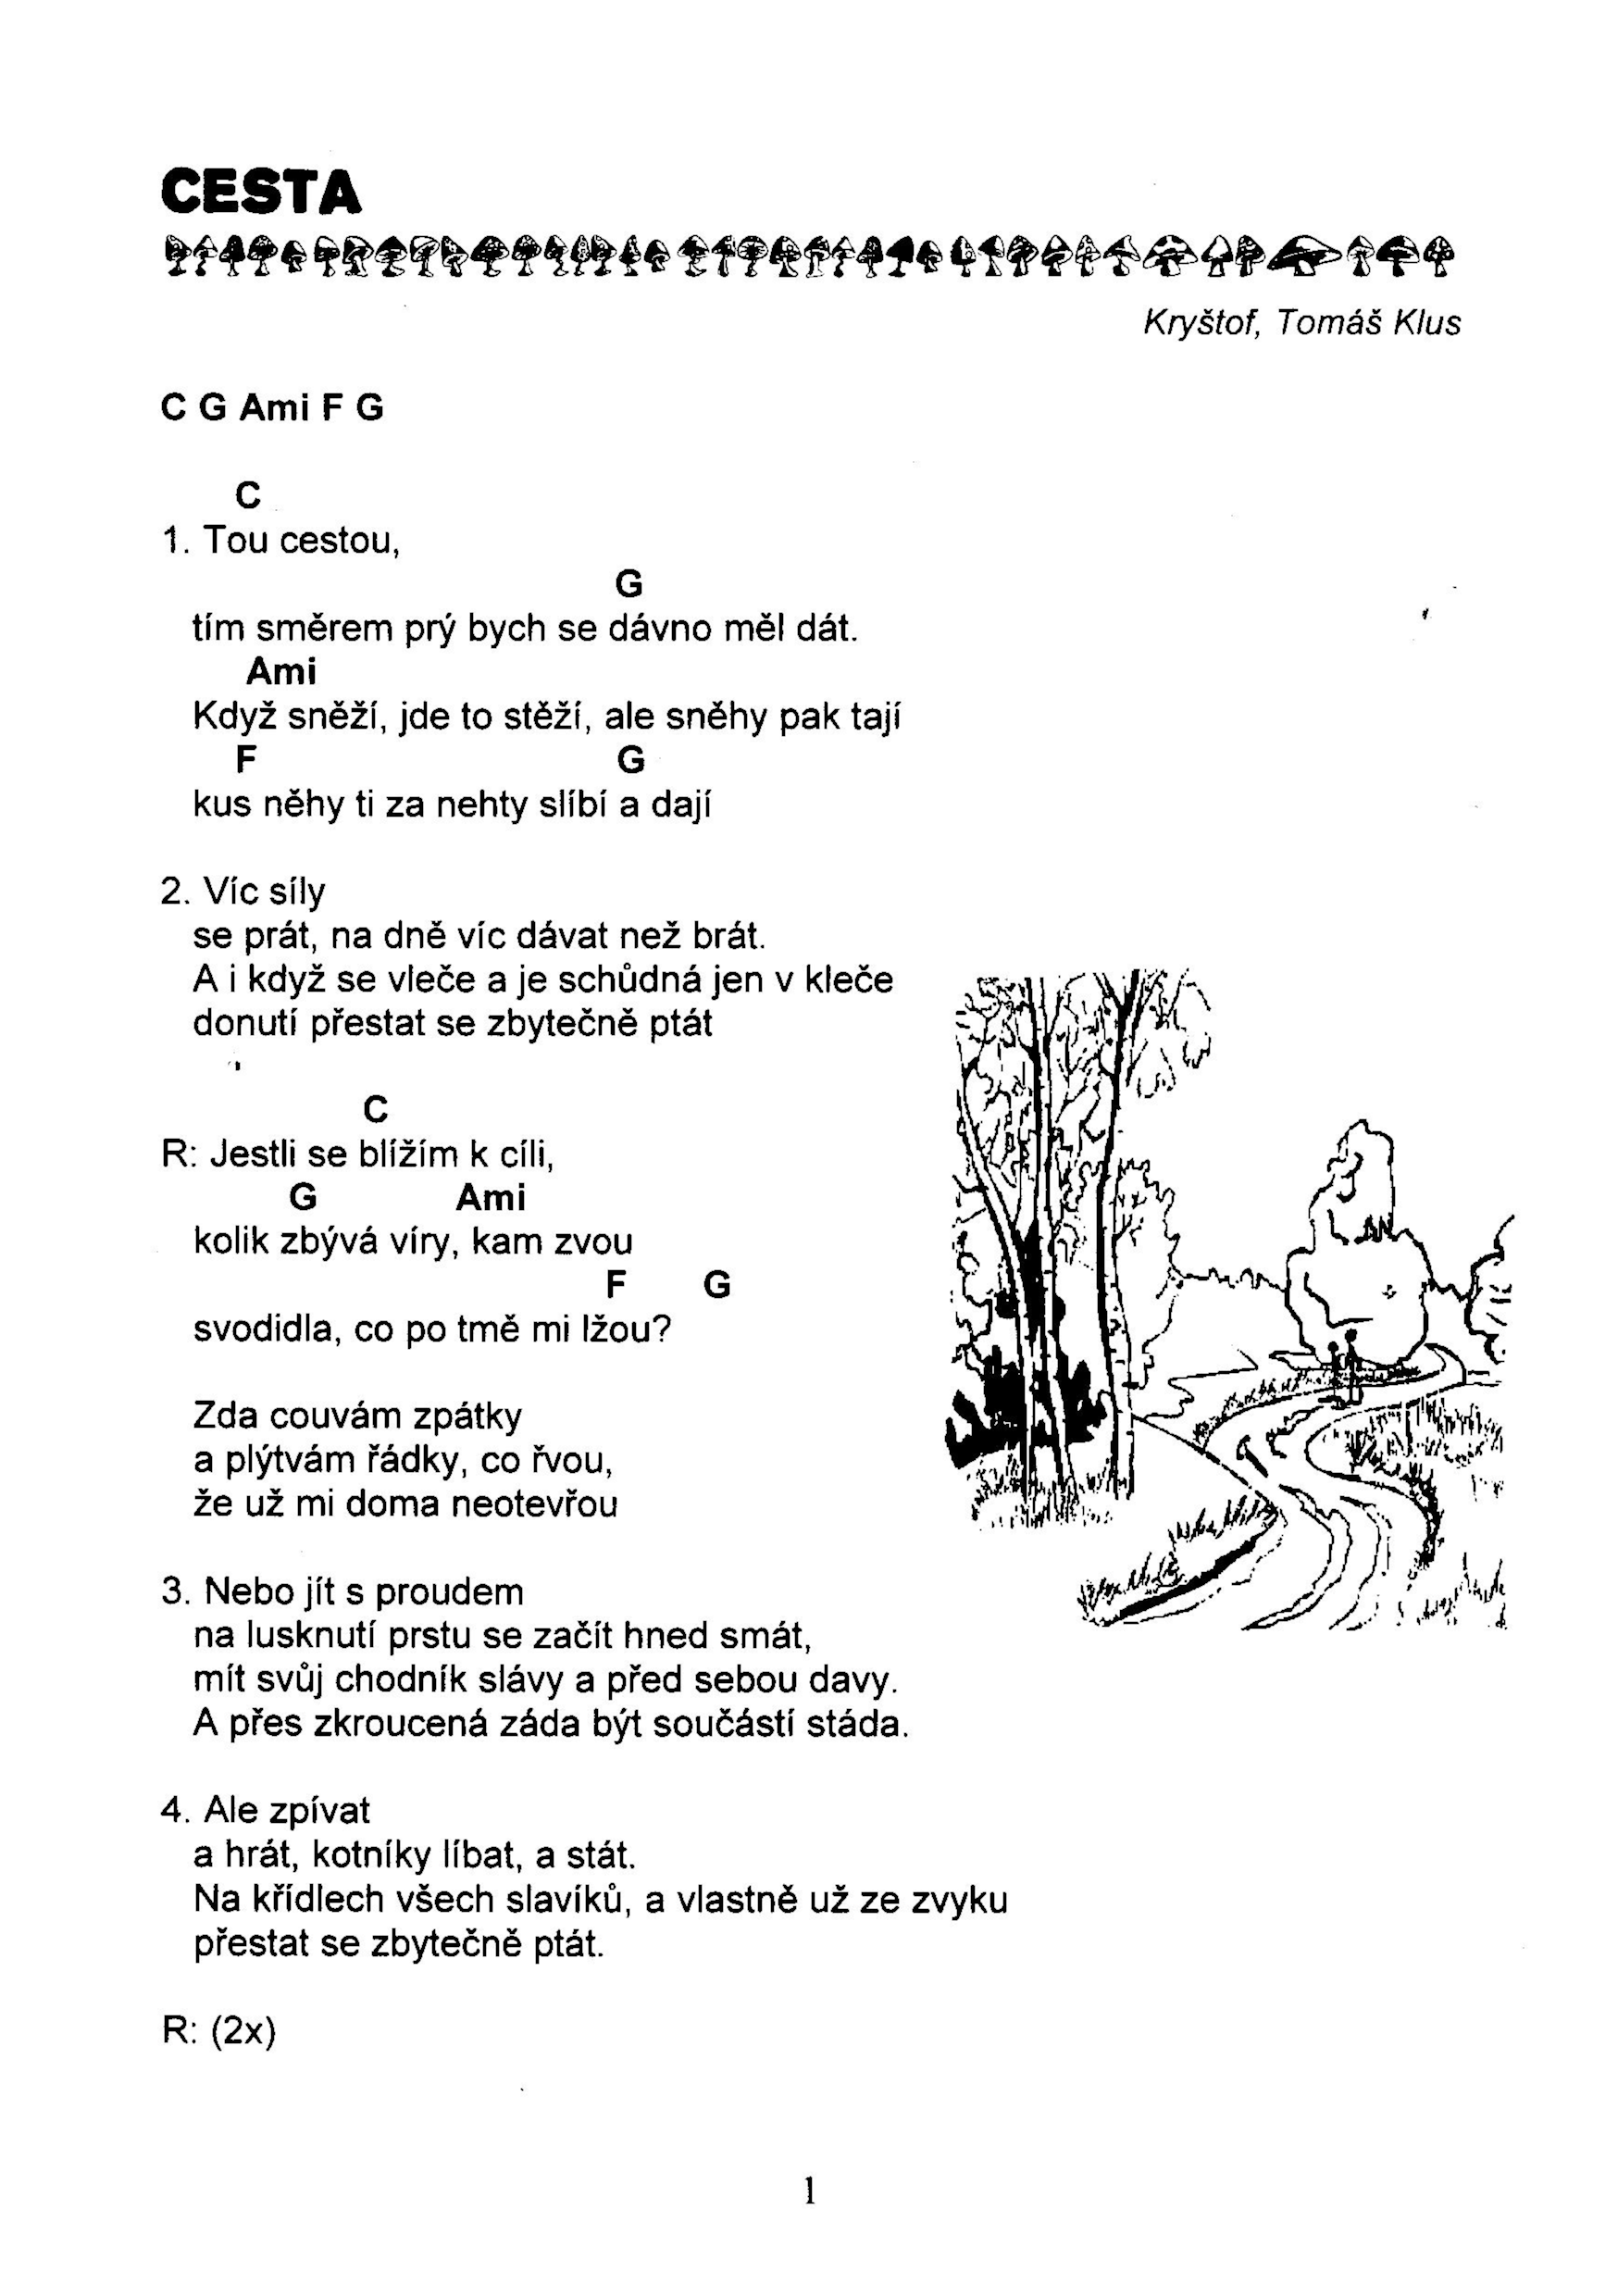 CESTA
Kryštof, Tomáš Klus
C G Ami F G
C
1. Tou cestou,
G
tím směrem prý bych se dávno měl dát.
Ami
Když sněží, jde to stěží, ale sněhy pak tají
F G
kus něhy ti za nehty slíbí a dají
2. Víc síly
se prát, na dně víc dávat než brát.
A i když se vleče a je schůdná jen v kleče
donutí přestat se zbytečně ptát
C
R: Jestli se blížím k cíli,
G Ami
kolik zbývá víry, kam zvou
F G
svodidla, co po tmě mi lžou?
Zda couvám zpátky
a plýtvám řádky, co řvou,
že už mi doma neotevřou
3. Nebo jít s proudem
na lusknutí prstu se začít hned smát,
mít svůj chodník slávy a před sebou davy.
A přes zkroucená záda být součástí stáda.
4. Ale zpívat
a hrát, kotníky líbat, a stát.
Na křídlech všech slavíků, a vlastně už ze zvyku
přestat se zbytečně ptát.
R: (2x)
1